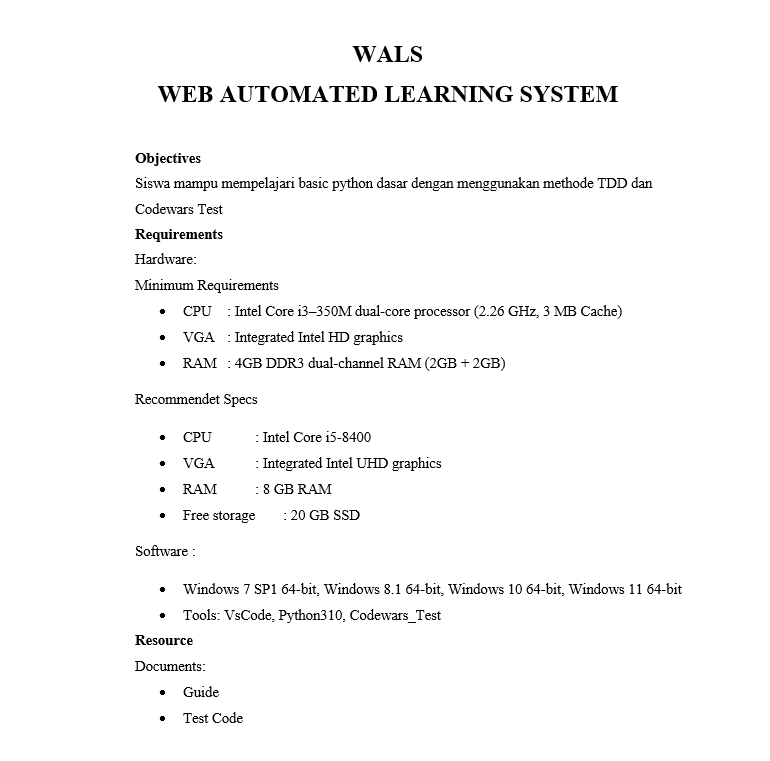 WALS
WEB AUTOMATED LEARNING SYSTEM
Objectives
Siswa mampu mempelajari basic python dasar dengan menggunakan methode TDD dan
Codewars Test
Requirements
Hardware:
Minimum Requirements
• CPU : Intel Core i3–350M dual-core processor (2.26 GHz, 3 MB Cache)
• VGA : Integrated Intel HD graphics
• RAM : 4GB DDR3 dual-channel RAM (2GB + 2GB)
Recommendet Specs
• CPU : Intel Core i5-8400
• VGA : Integrated Intel UHD graphics
• RAM : 8 GB RAM
• Free storage : 20 GB SSD
Software :
• Windows 7 SP1 64-bit, Windows 8.1 64-bit, Windows 10 64-bit, Windows 11 64-bit
• Tools: VsCode, Python310, Codewars_Test
Resource
Documents:
• Guide
• Test Code